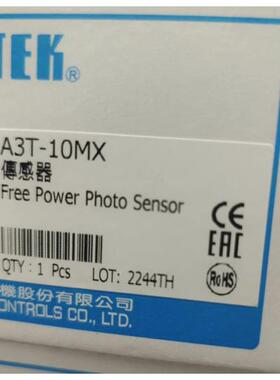 TEK®
A3T-10MX
傳感器
Free Power Photo Sensor
CE
EAC
RoHS
QTY : 1 Pcs LOT: 2244TH
機股份有限公司
CONTROLS CO., LTD.